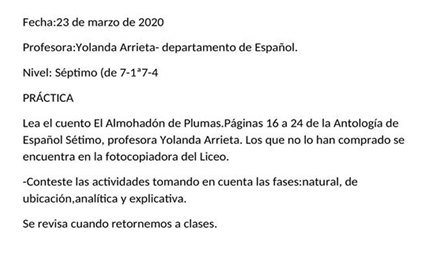 Fecha:23 de marzo de 2020
Profesora:Yolanda Arrieta- departamento de Español.
Nivel: Séptimo (de 7-1ª7-4
PRÁCTICA
Lea el cuento El Almohadón de Plumas.Páginas 16 a 24 de la Antología de
Español Sétimo, profesora Yolanda Arrieta. Los que no lo han comprado se
encuentra en la fotocopiadora del Liceo.
-Conteste las actividades tomando en cuenta las fases:natural, de
ubicación,analítica y explicativa.
Se revisa cuando retornemos a clases.